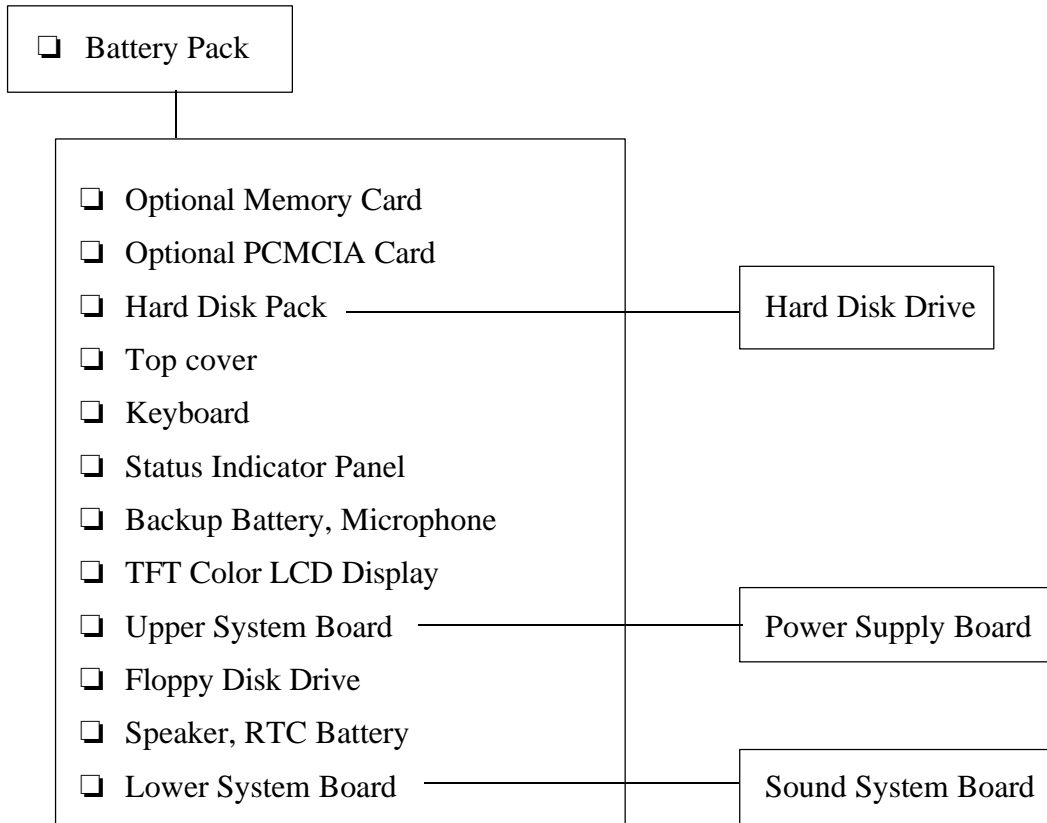 ❏ Battery Pack
❏ Optional Memory Card
❏ Optional PCMCIA Card
❏ Hard Disk Pack
Hard Disk Drive
❏ Top cover
❏ Keyboard
❏ Status Indicator Panel
❏ Backup Battery, Microphone
❏ TFT Color LCD Display
❏ Upper System Board
Power Supply Board
❏ Floppy Disk Drive
❏ Speaker, RTC Battery
❏ Lower System Board
Sound System Board